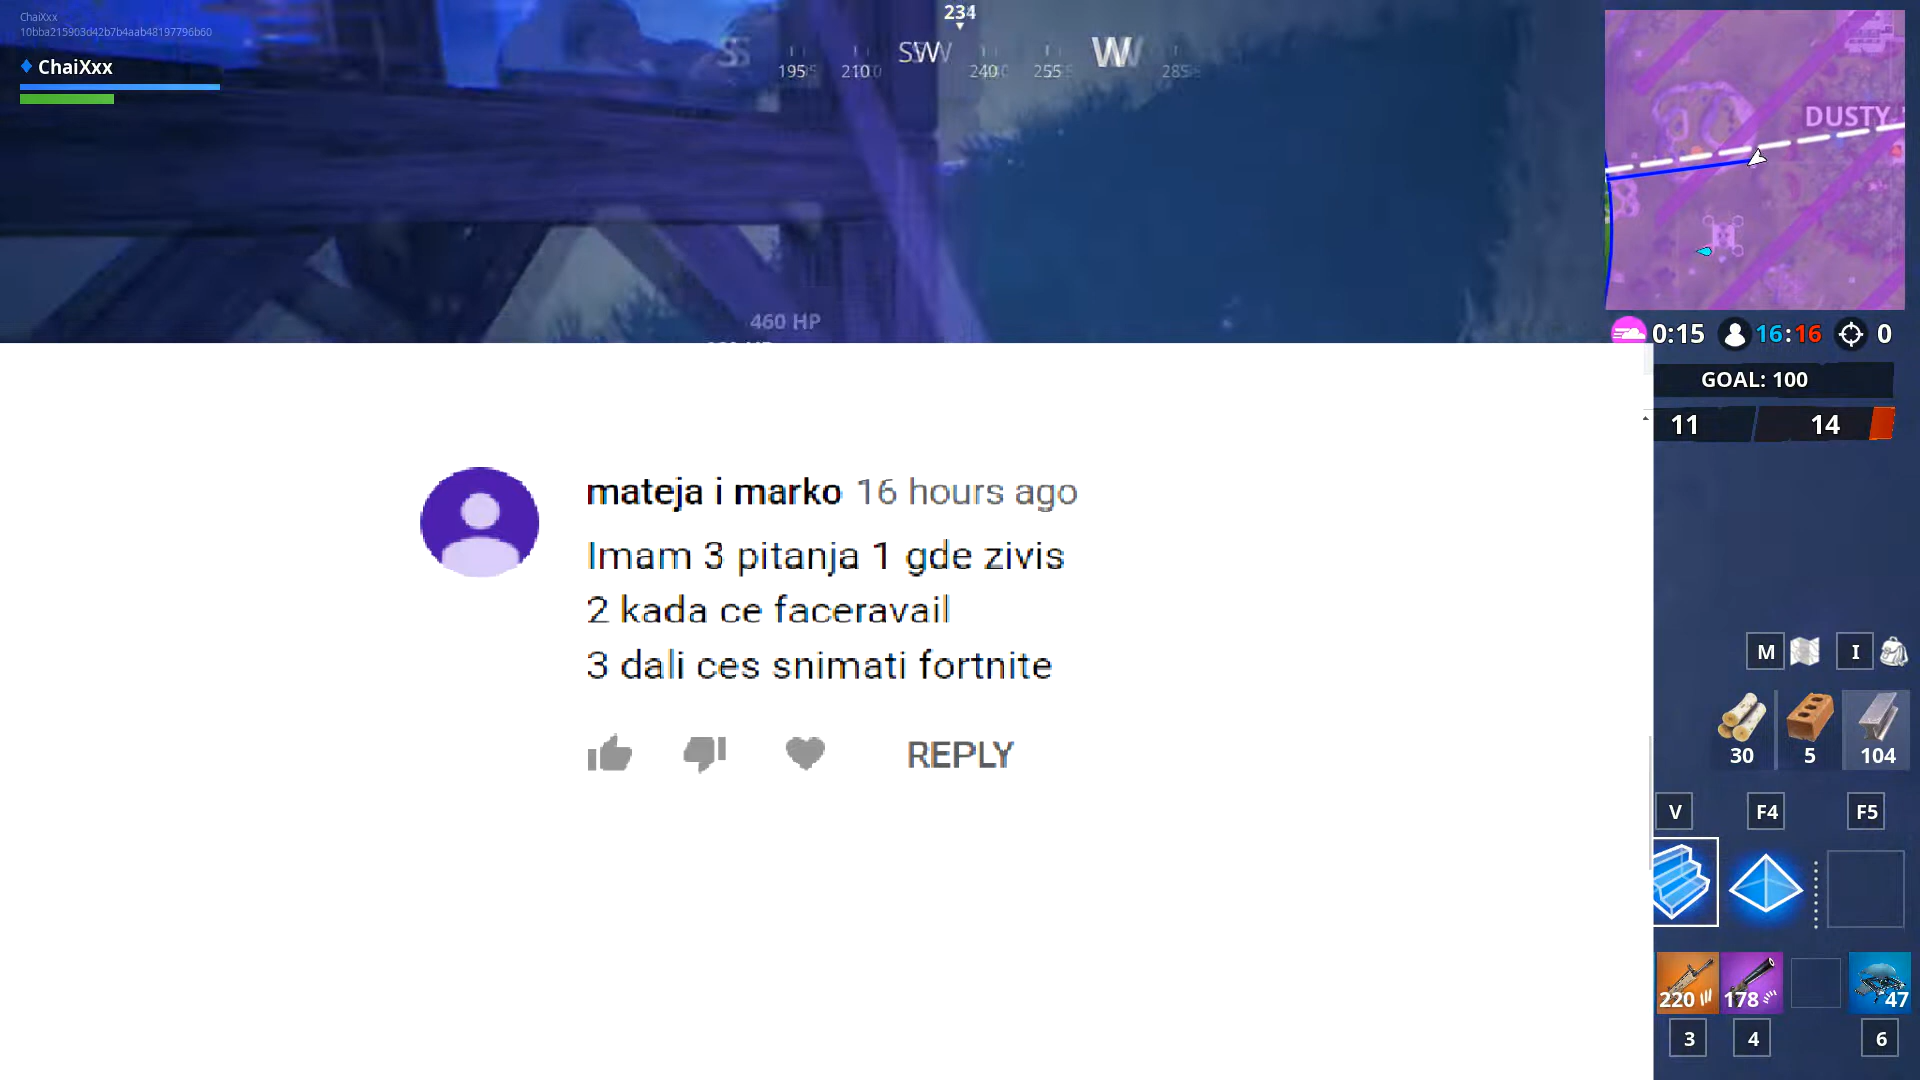 ChaiXxx
10bba215903d42b7b4aab48197796b60
ChaiXxx
234
S 195 210 SW 240 255 W 285
DUSTY
460 HP
0:15 16:16 0
GOAL: 100
11 14
mateja i marko 16 hours ago
Imam 3 pitanja 1 gde zivis
2 kada ce faceravail
3 dali ces snimati fortnite
REPLY
M I
30 5 104
V F4 F5
220 178 47
3 4 6